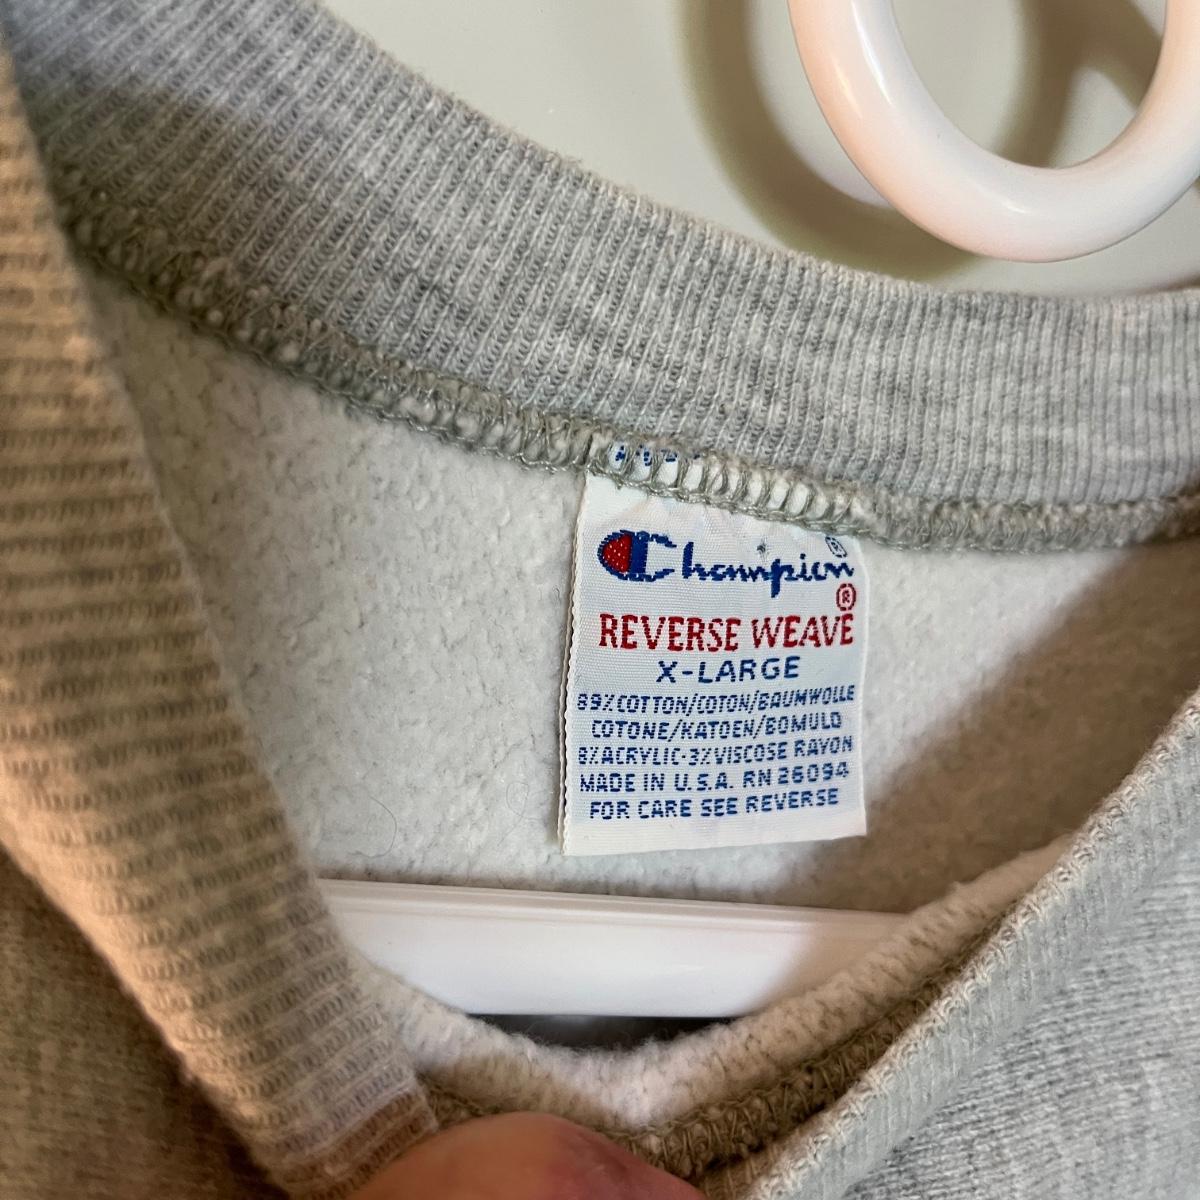 Champion®
REVERSE WEAVE®
X-LARGE
89%COTTON/COTON/BAUMWOLLE
COTONE/KATOEN/BOMULD
8%ACRYLIC·3%VISCOSE RAYON
MADE IN U.S.A. RN 26094
FOR CARE SEE REVERSE